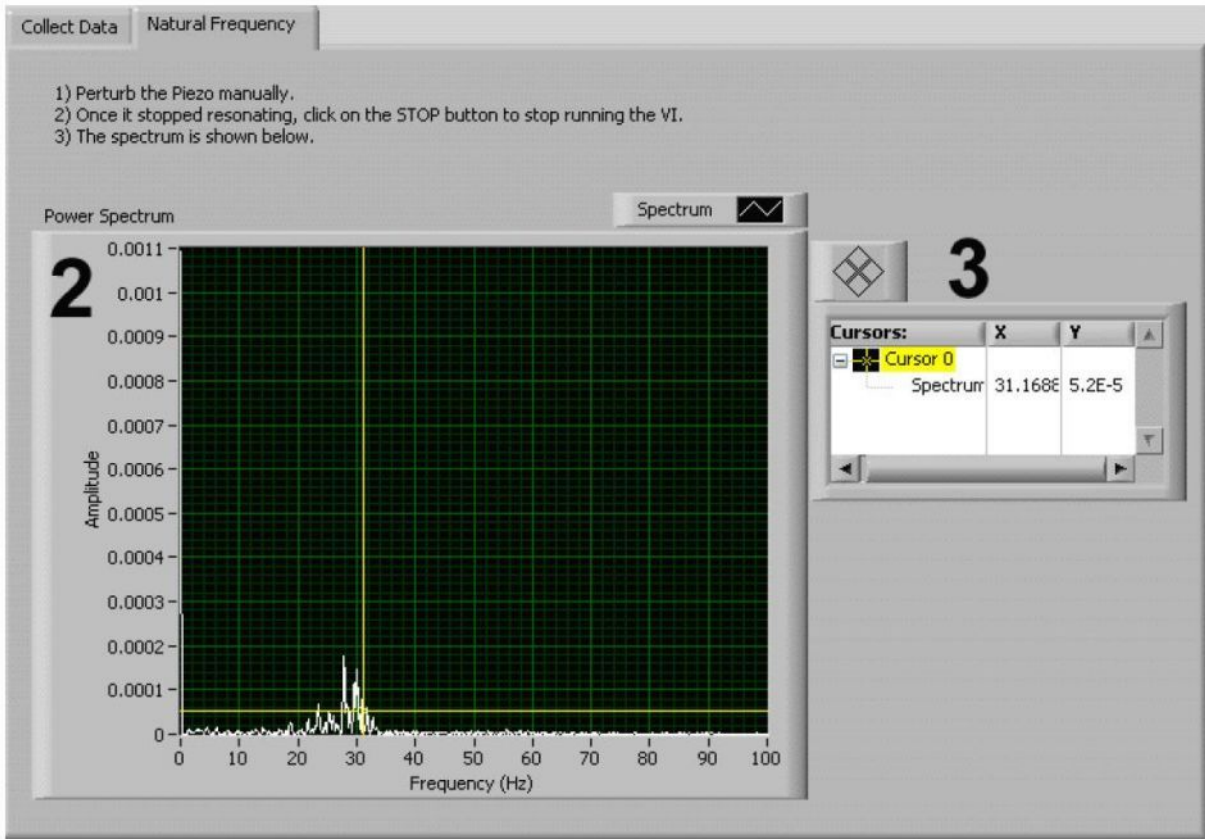 Collect Data
Natural Frequency
1) Perturb the Piezo manually.
2) Once it stopped resonating, click on the STOP button to stop running the VI.
3) The spectrum is shown below.
Power Spectrum
Spectrum
2
3
0.0011
0.001
0.0009
0.0008
0.0007
0.0006
0.0005
0.0004
0.0003
0.0002
0.0001
0
Amplitude
0 10 20 30 40 50 60 70 80 90 100
Frequency (Hz)
Cursors: X Y
Cursor 0
Spectrum 31.1688 5.2E-5